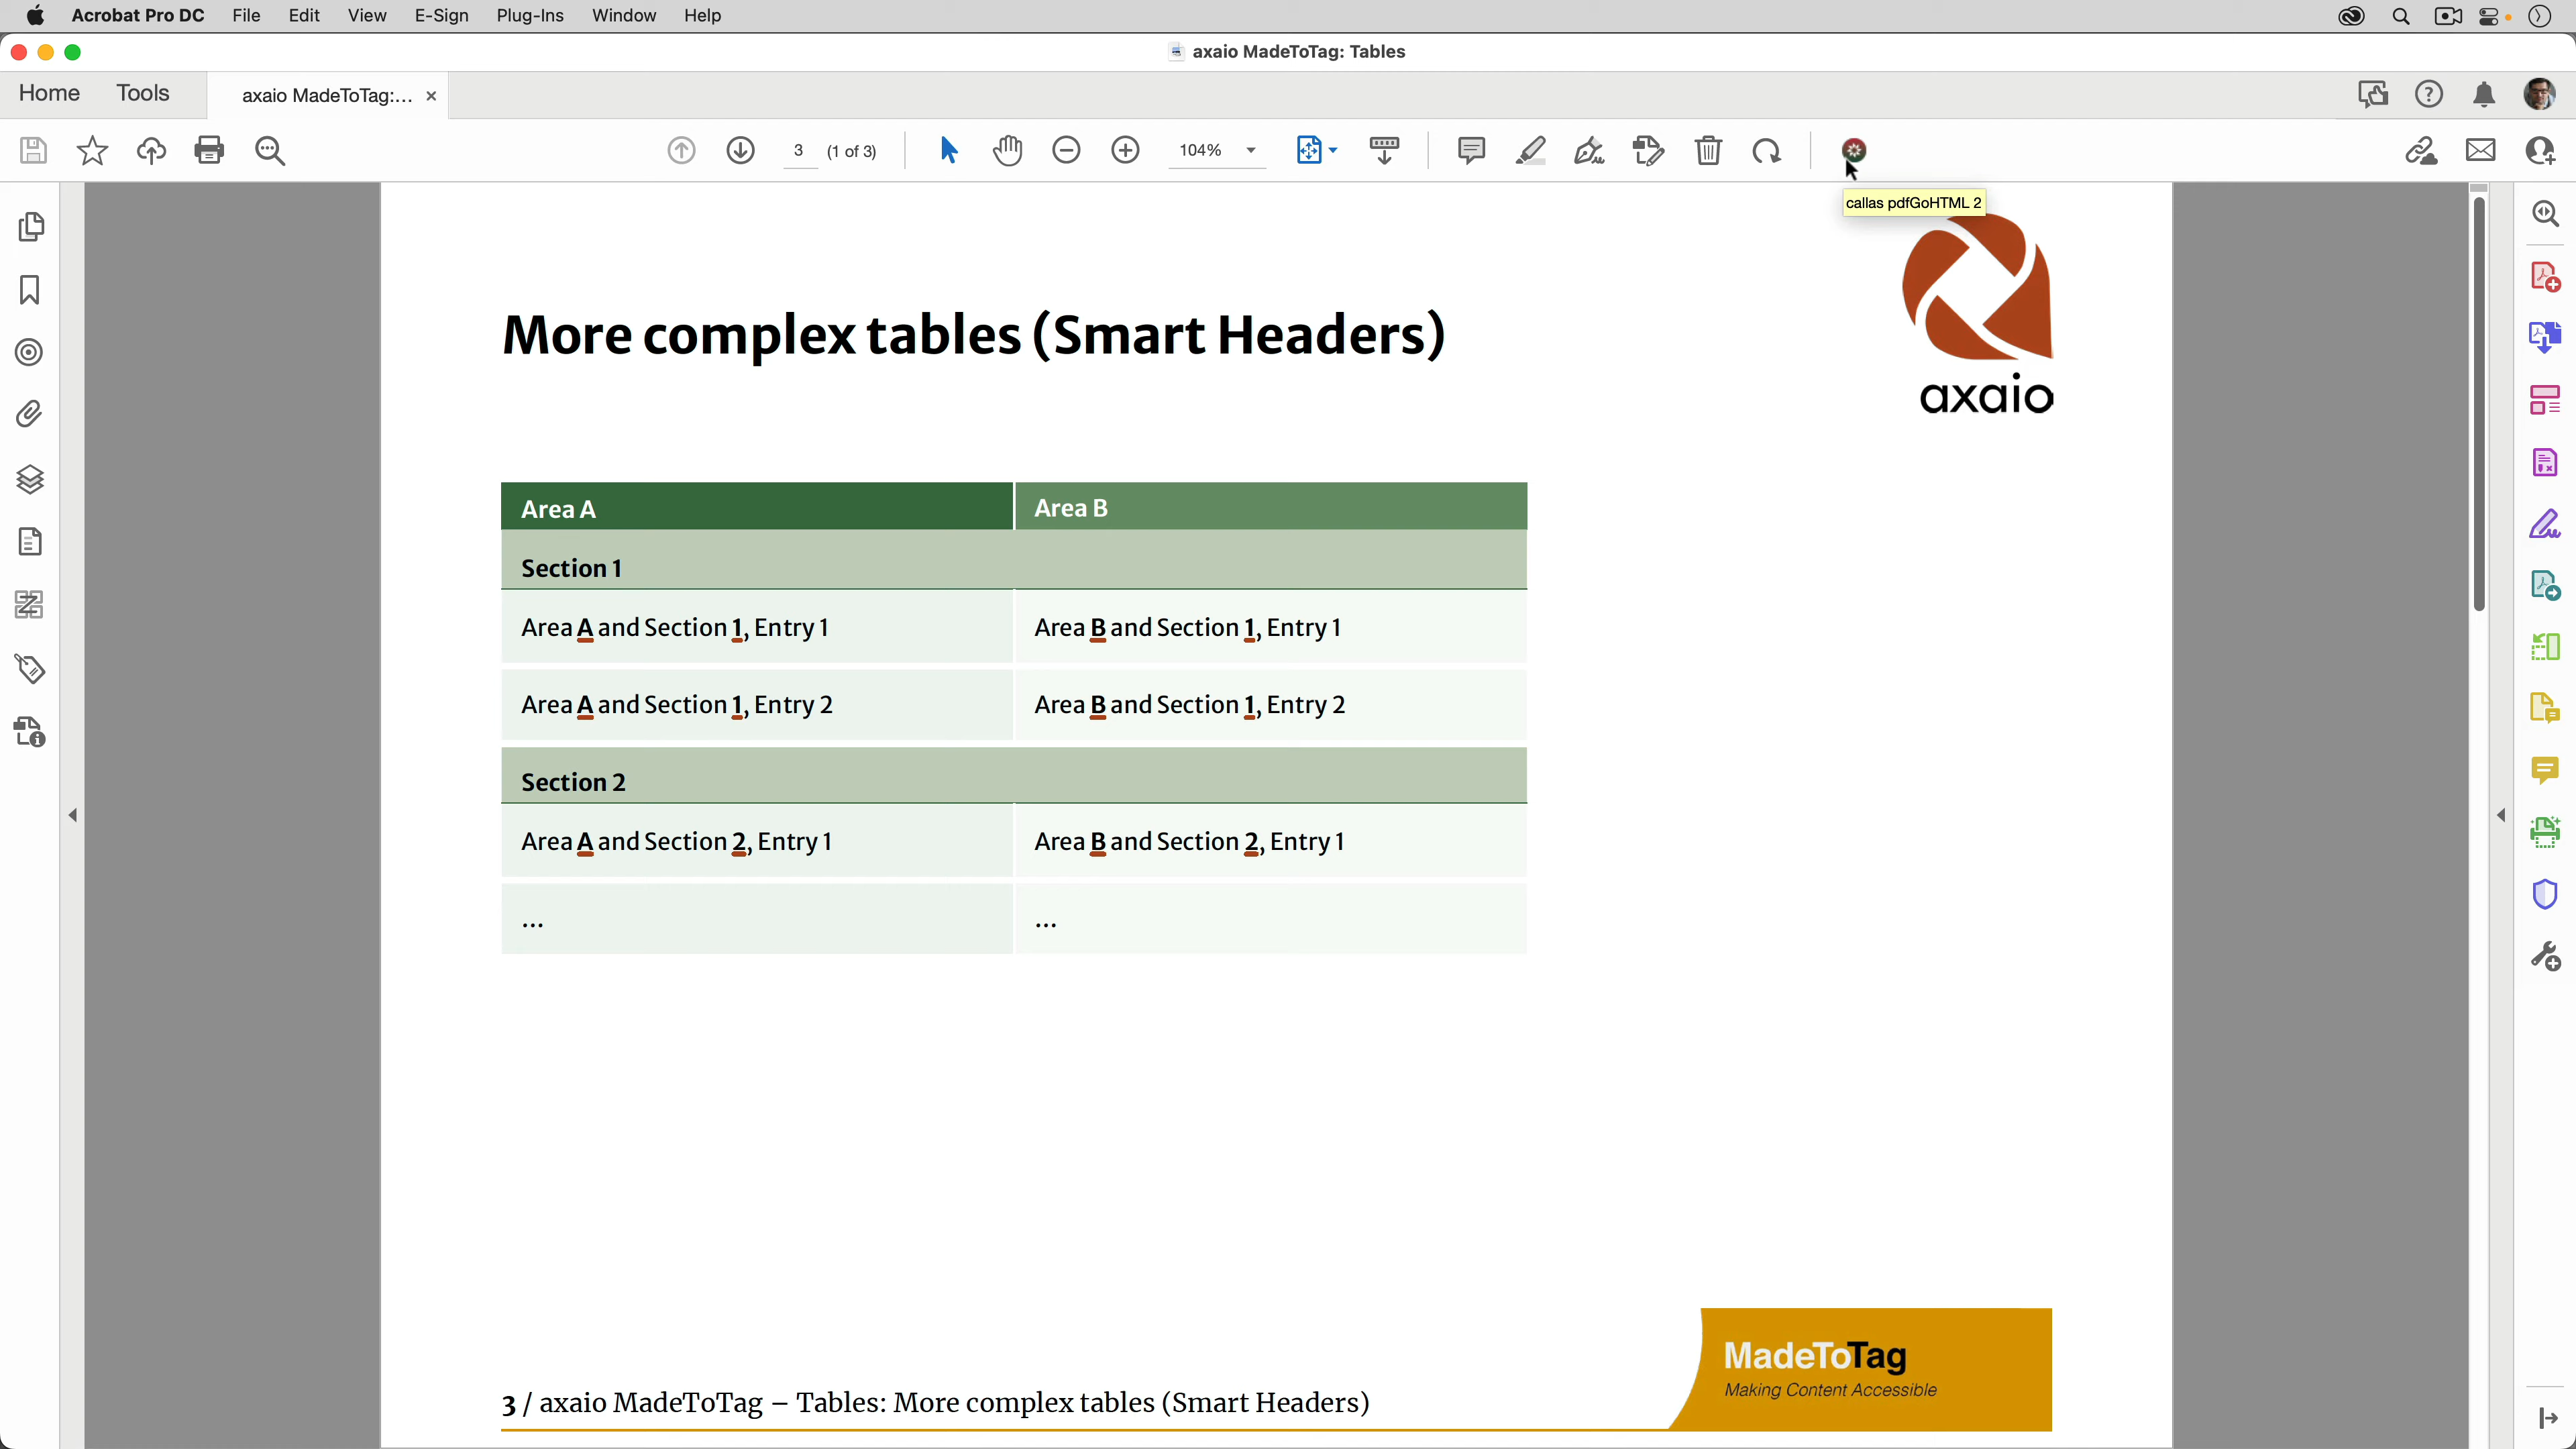 Acrobat Pro DC File Edit View E-Sign Plug-Ins Window Help
axaio MadeToTag: Tables
Home Tools axaio MadeToTag:... ×
3 (1 of 3) 104%
callas pdfGoHTML 2
axaio
More complex tables (Smart Headers)
Area A Area B
Section 1
Area A and Section 1, Entry 1 Area B and Section 1, Entry 1
Area A and Section 1, Entry 2 Area B and Section 1, Entry 2
Section 2
Area A and Section 2, Entry 1 Area B and Section 2, Entry 1
... ...
MadeToTag
Making Content Accessible
3 / axaio MadeToTag – Tables: More complex tables (Smart Headers)